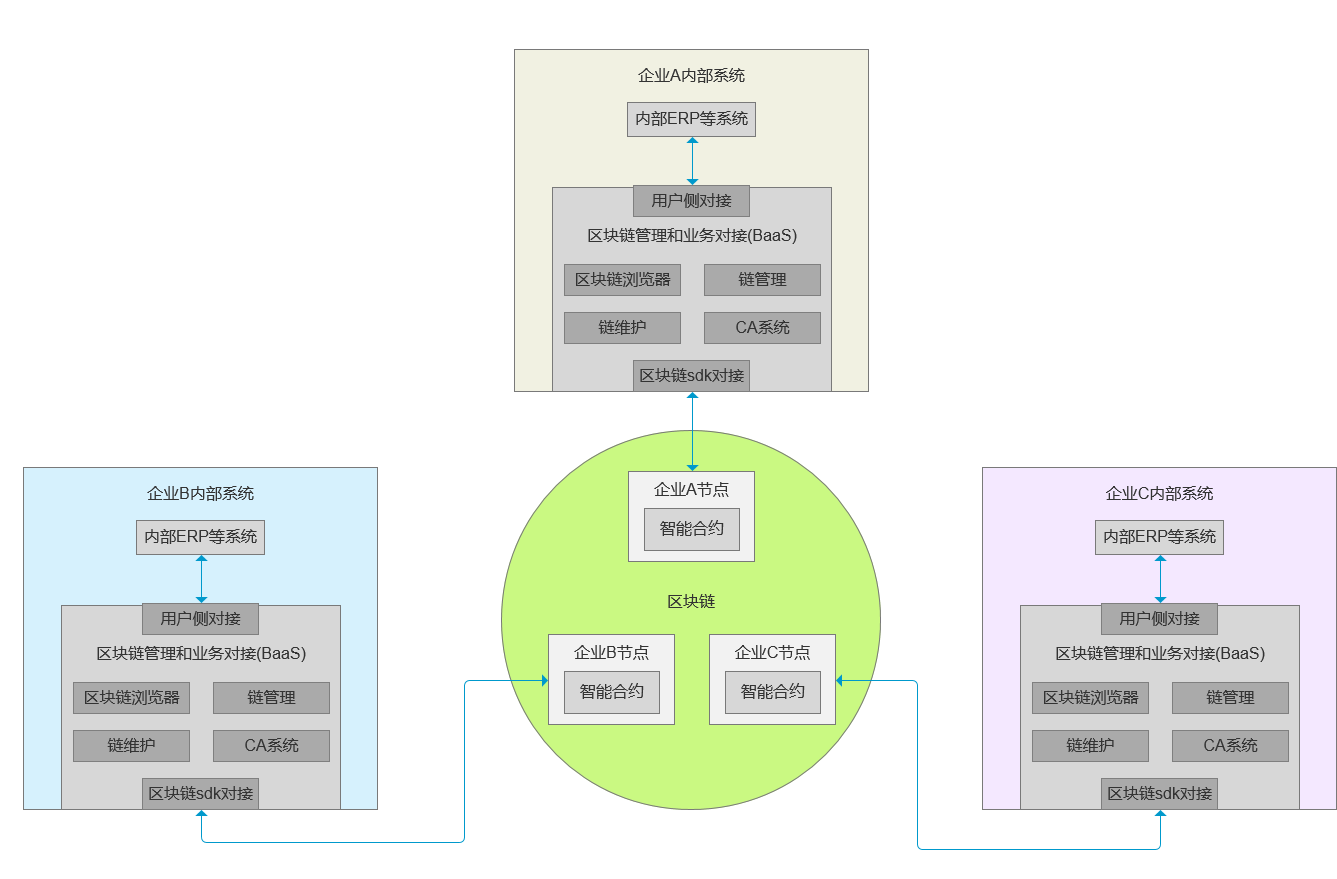 企业A内部系统
内部ERP等系统
用户侧对接
区块链管理和业务对接(BaaS)
区块链浏览器
链管理
链维护
CA系统
区块链sdk对接
企业B内部系统
内部ERP等系统
用户侧对接
区块链管理和业务对接(BaaS)
区块链浏览器
链管理
链维护
CA系统
区块链sdk对接
企业A节点
智能合约
区块链
企业B节点
智能合约
企业C节点
智能合约
企业C内部系统
内部ERP等系统
用户侧对接
区块链管理和业务对接(BaaS)
区块链浏览器
链管理
链维护
CA系统
区块链sdk对接